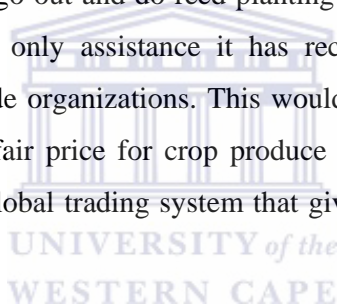 go out and do reed planting
only assistance it has rec
de organizations. This would
fair price for crop produce
lobal trading system that giv
UNIVERSITY of the
WESTERN CAPE